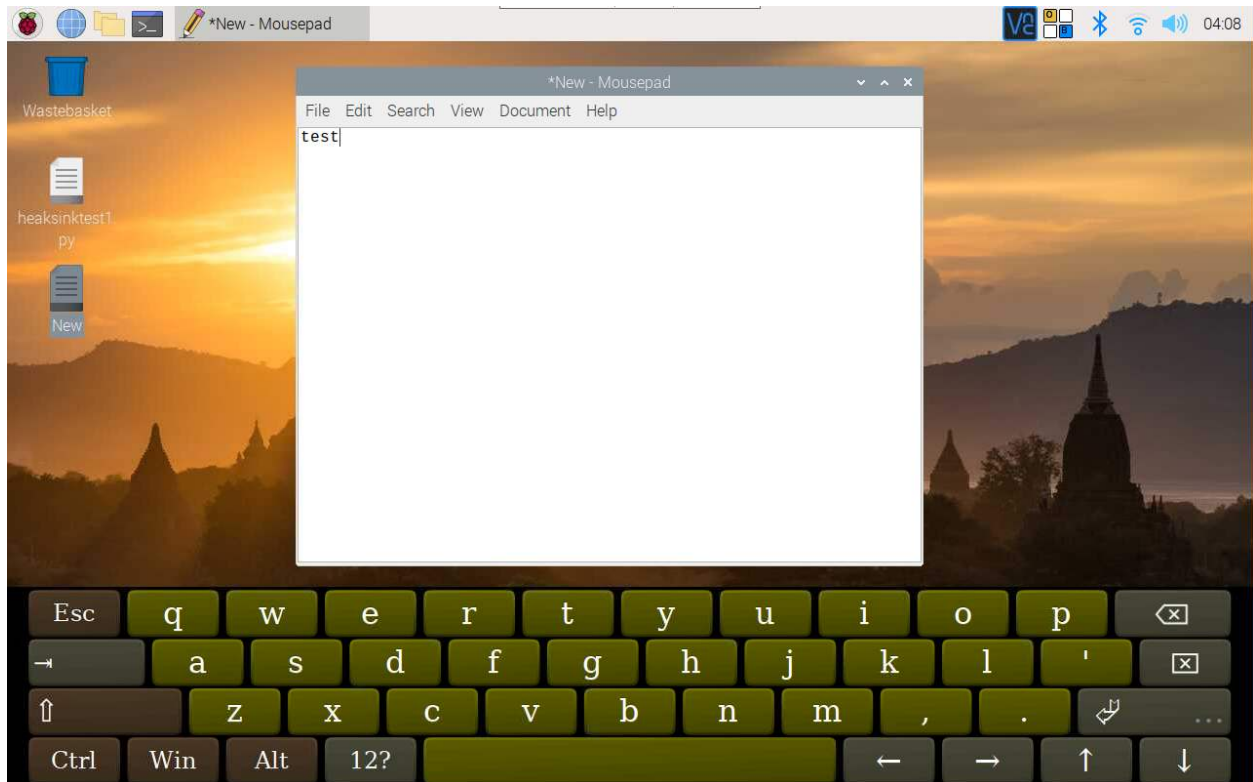 *New - Mousepad
04:08
Wastebasket
heaksinktest1.
py
New
*New - Mousepad
File Edit Search View Document Help
test
Esc q w e r t y u i o p
a s d f g h j k l '
z x c v b n m , . ...
Ctrl Win Alt 12?